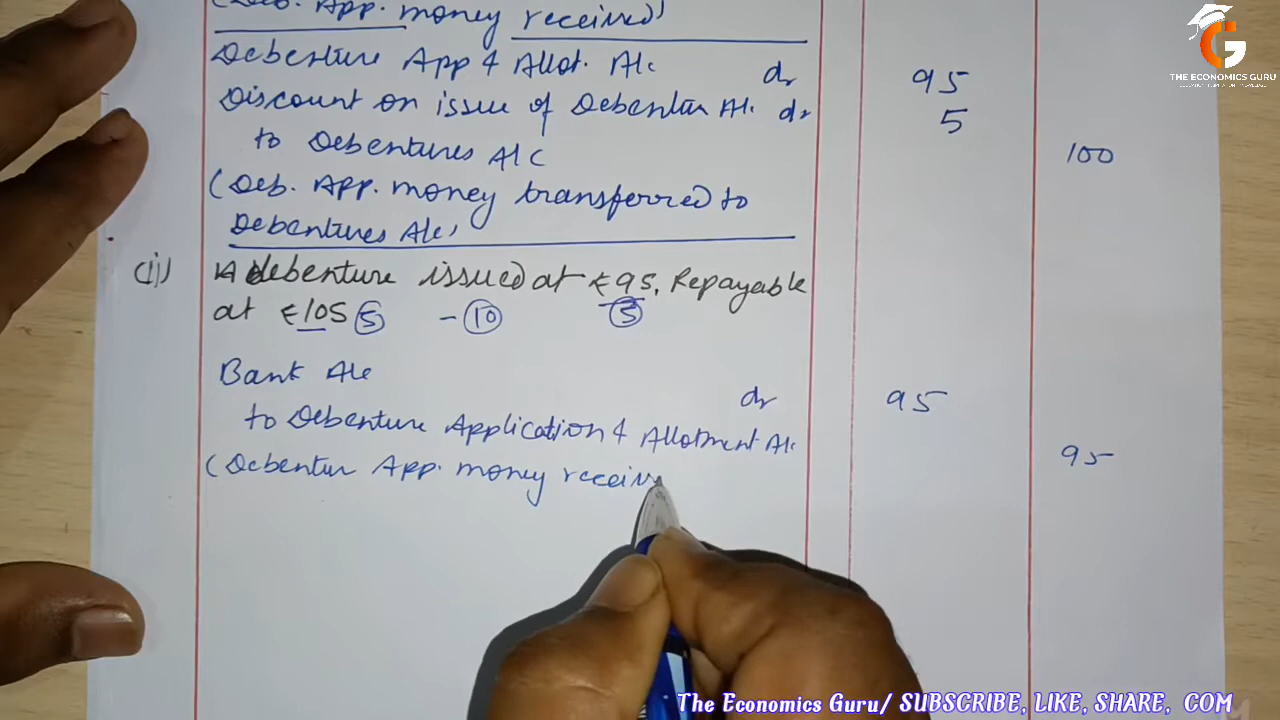 (Deb. App. money received)
Debenture App & Allot. A/c dr 95
Discount on issue of Debentur A/c. dr 5
to Debentures A/C 100
(Deb. App. money transferred to
Debentures A/c)
(ii) A debenture issued at ₹95, Repayable
at ₹105 5 - 10 5
Bank A/c dr 95
to Debenture Application & Allotment A/c 95
(Debentur App. money receiv
THE ECONOMICS GURU
The Economics Guru/ SUBSCRIBE, LIKE, SHARE, COM